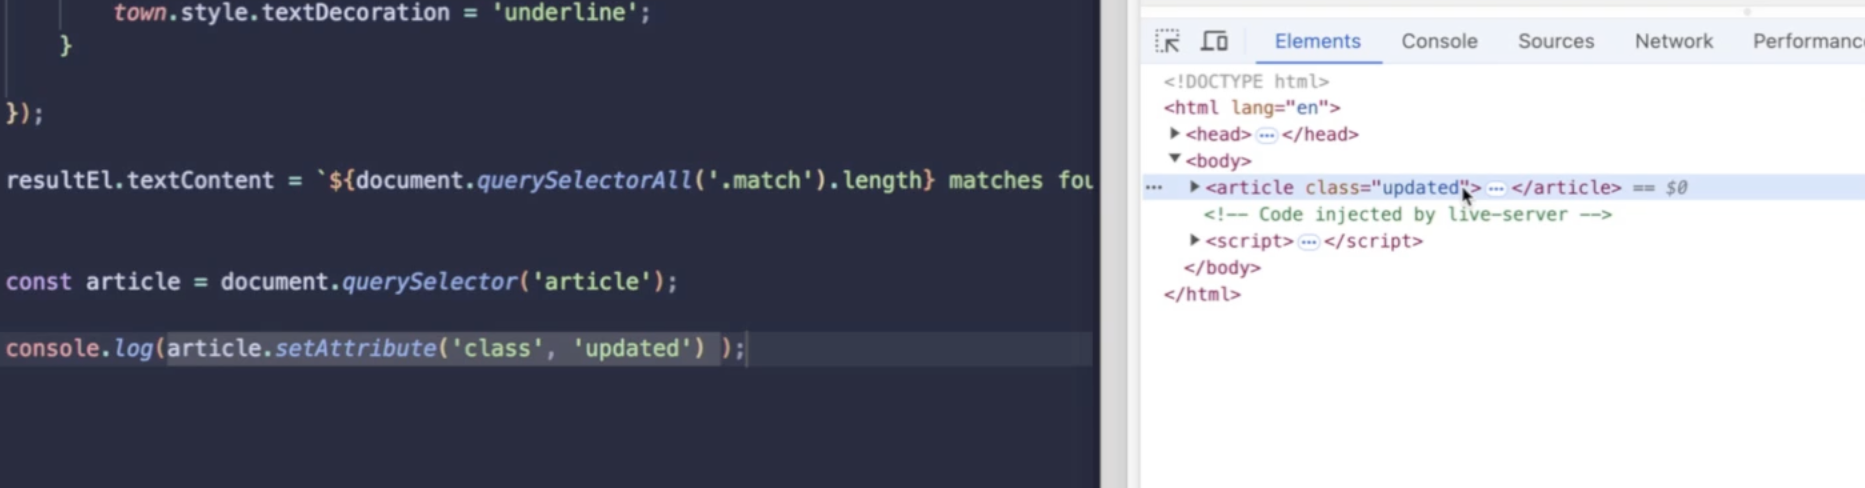 town.style.textDecoration = 'underline';
}
});
resultEl.textContent = `${document.querySelectorAll('.match').length} matches fou
const article = document.querySelector('article');
console.log(article.setAttribute('class', 'updated') );
Elements Console Sources Network Performanc
<!DOCTYPE html>
<html lang="en">
<head> ⋯ </head>
<body>
⋯ <article class="updated"> ⋯ </article> == $0
<!-- Code injected by live-server -->
<script> ⋯ </script>
</body>
</html>